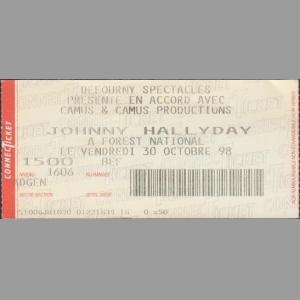 DEFOURNY SPECTACLES
PRESENTE EN ACCORD AVEC
CAMUS & CAMUS PRODUCTIONS
JOHNNY HALLYDAY
A FOREST NATIONAL
LE VENDREDI 30 OCTOBRE 98
1500 BEF
1606
CONNECTICKET